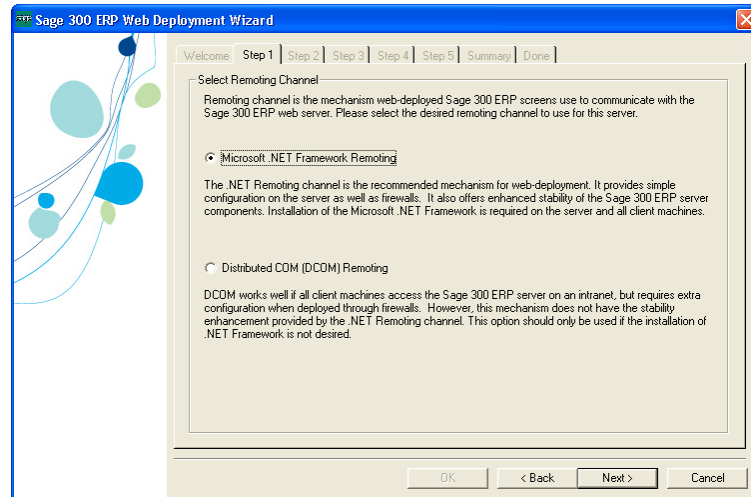 Sage 300 ERP Web Deployment Wizard
Welcome Step 1 Step 2 Step 3 Step 4 Step 5 Summary Done
Select Remoting Channel
Remoting channel is the mechanism web-deployed Sage 300 ERP screens use to communicate with the
Sage 300 ERP web server. Please select the desired remoting channel to use for this server.
Microsoft .NET Framework Remoting
The .NET Remoting channel is the recommended mechanism for web-deployment. It provides simple
configuration on the server as well as firewalls. It also offers enhanced stability of the Sage 300 ERP server
components. Installation of the Microsoft .NET Framework is required on the server and all client machines.
Distributed COM (DCOM) Remoting
DCOM works well if all client machines access the Sage 300 ERP server on an intranet, but requires extra
configuration when deployed through firewalls. However, this mechanism does not have the stability
enhancement provided by the .NET Remoting channel. This option should only be used if the installation of
.NET Framework is not desired.
OK < Back Next > Cancel